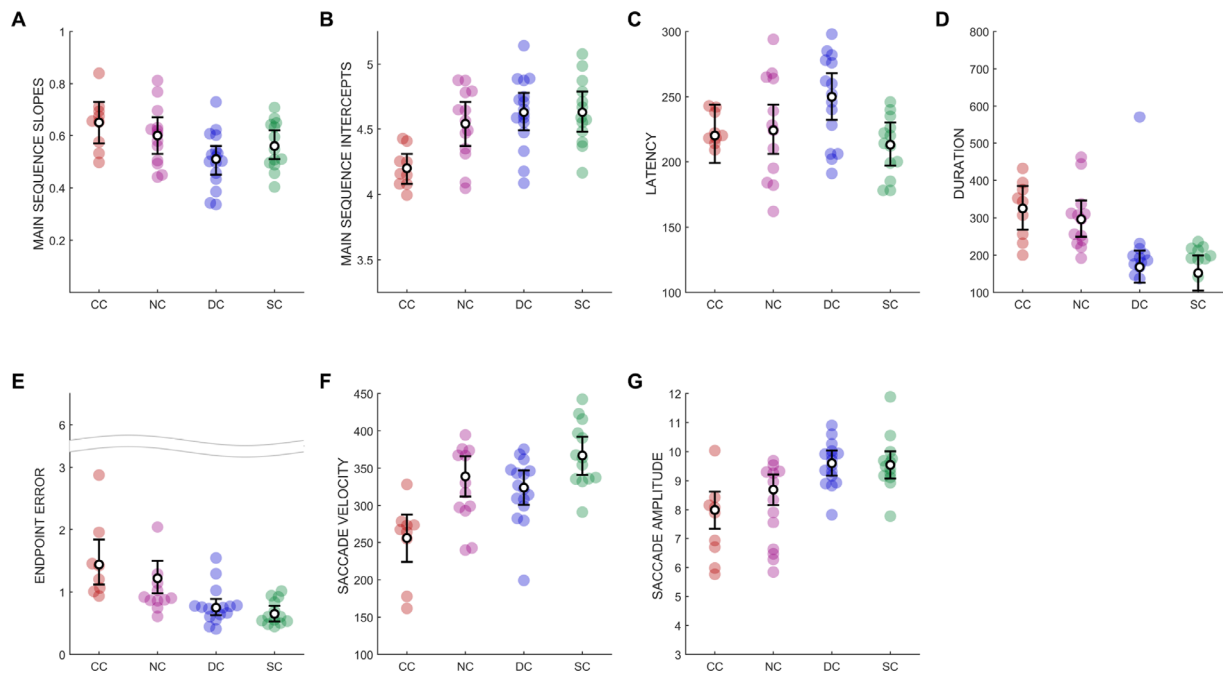 A
MAIN SEQUENCE SLOPES
1
0.8
0.6
0.4
0.2
CC NC DC SC
B
MAIN SEQUENCE INTERCEPTS
5
4.5
4
3.5
CC NC DC SC
C
LATENCY
300
250
200
150
100
CC NC DC SC
D
DURATION
800
700
600
500
400
300
200
100
CC NC DC SC
E
ENDPOINT ERROR
6
3
2
1
0
CC NC DC SC
F
SACCADE VELOCITY
450
400
350
300
250
200
150
100
CC NC DC SC
G
SACCADE AMPLITUDE
12
11
10
9
8
7
6
5
4
3
CC NC DC SC